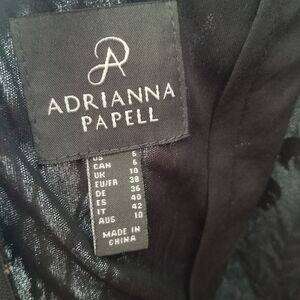 A
ADRIANNA
PAPELL
US 6
CAN 6
UK 10
EU/FR 38
DE 36
ES 40
IT 42
AUS 10
MADE IN
CHINA